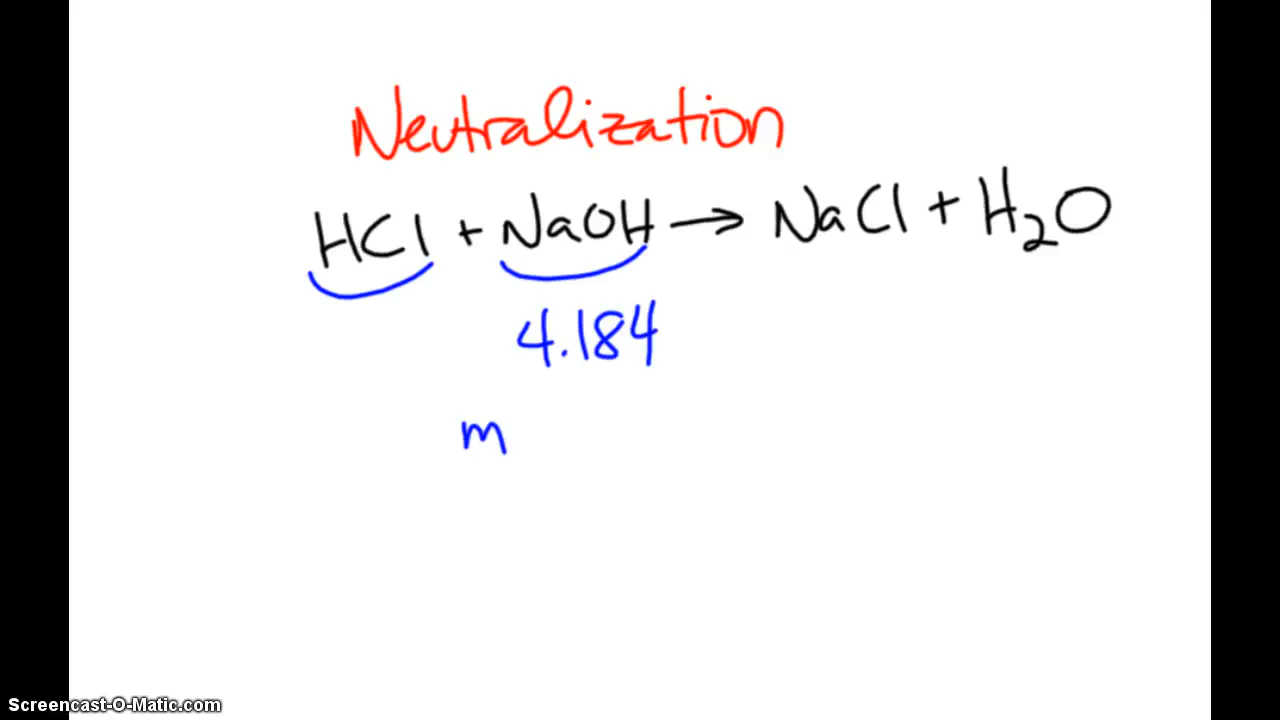 Neutralization
HCl + NaOH → NaCl + H₂O
4.184
m
Screencast-O-Matic.com